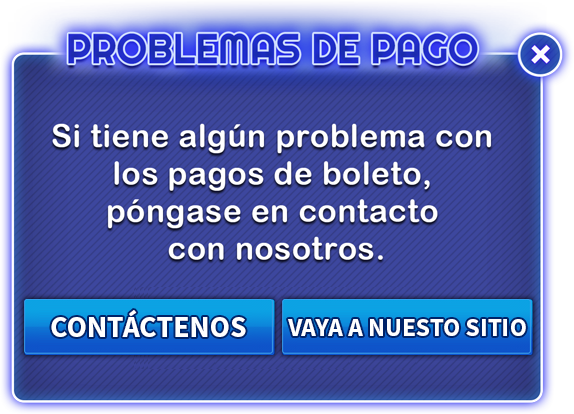 PROBLEMAS DE PAGO
Si tiene algún problema con
los pagos de boleto,
póngase en contacto
con nosotros.
CONTÁCTENOS
VAYA A NUESTO SITIO